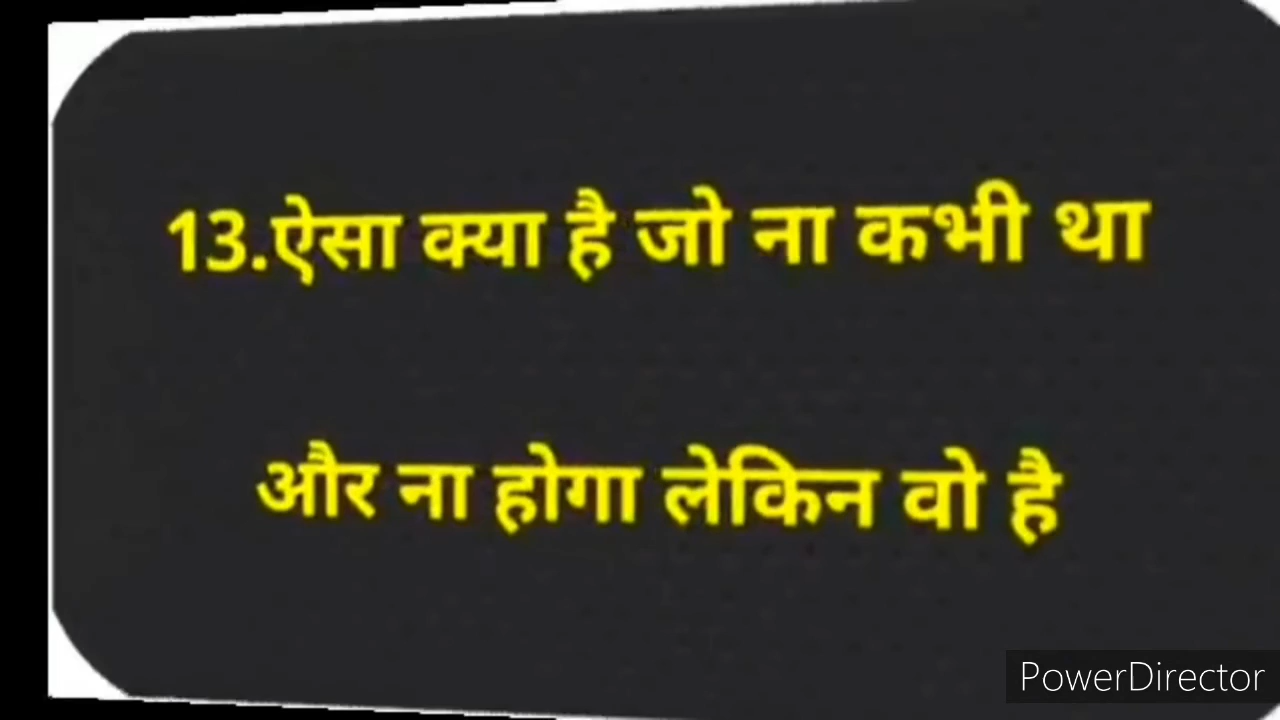 13.ऐसा क्या है जो ना कभी था
और ना होगा लेकिन वो है
PowerDirector